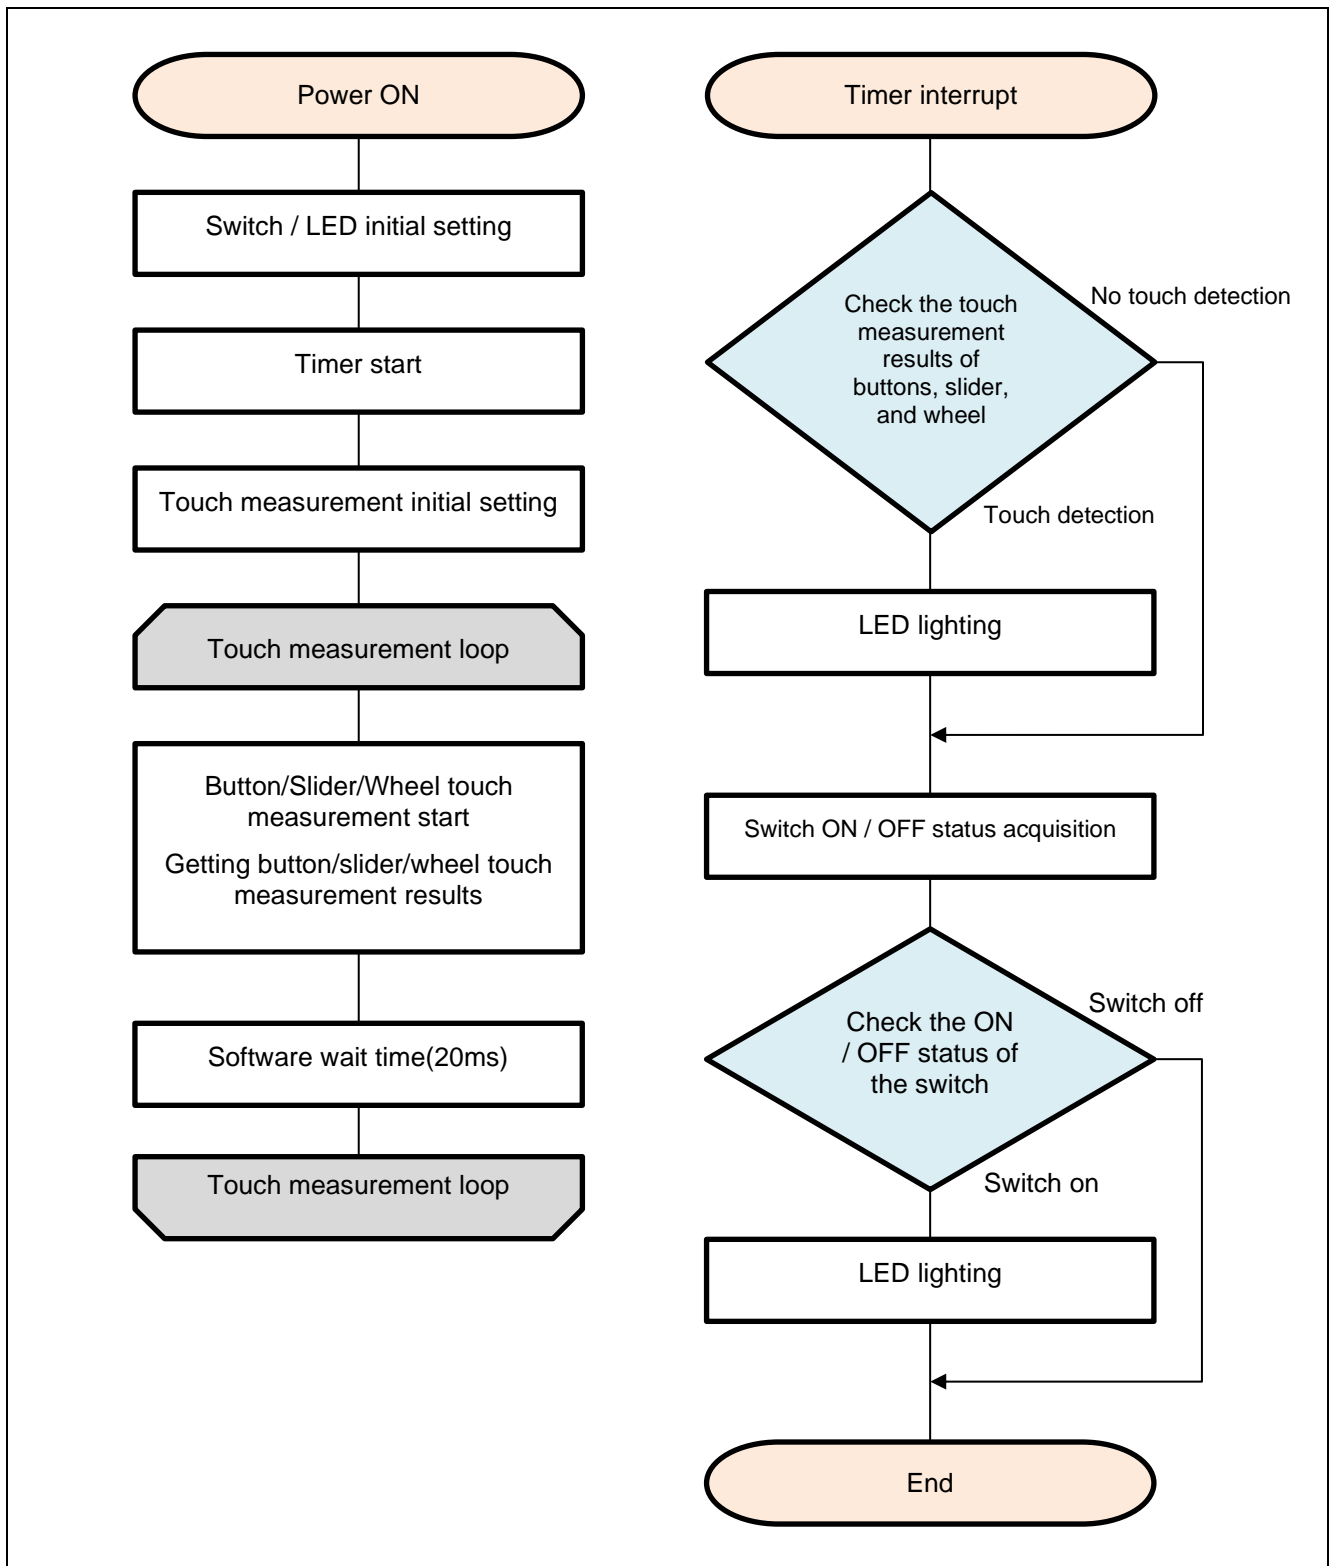 Power ON
Switch / LED initial setting
Timer start
Touch measurement initial setting
Touch measurement loop
Button/Slider/Wheel touch
measurement start
Getting button/slider/wheel touch
measurement results
Software wait time(20ms)
Touch measurement loop
Timer interrupt
Check the touch
measurement
results of
buttons, slider,
and wheel
No touch detection
Touch detection
LED lighting
Switch ON / OFF status acquisition
Check the ON
/ OFF status of
the switch
Switch off
Switch on
LED lighting
End